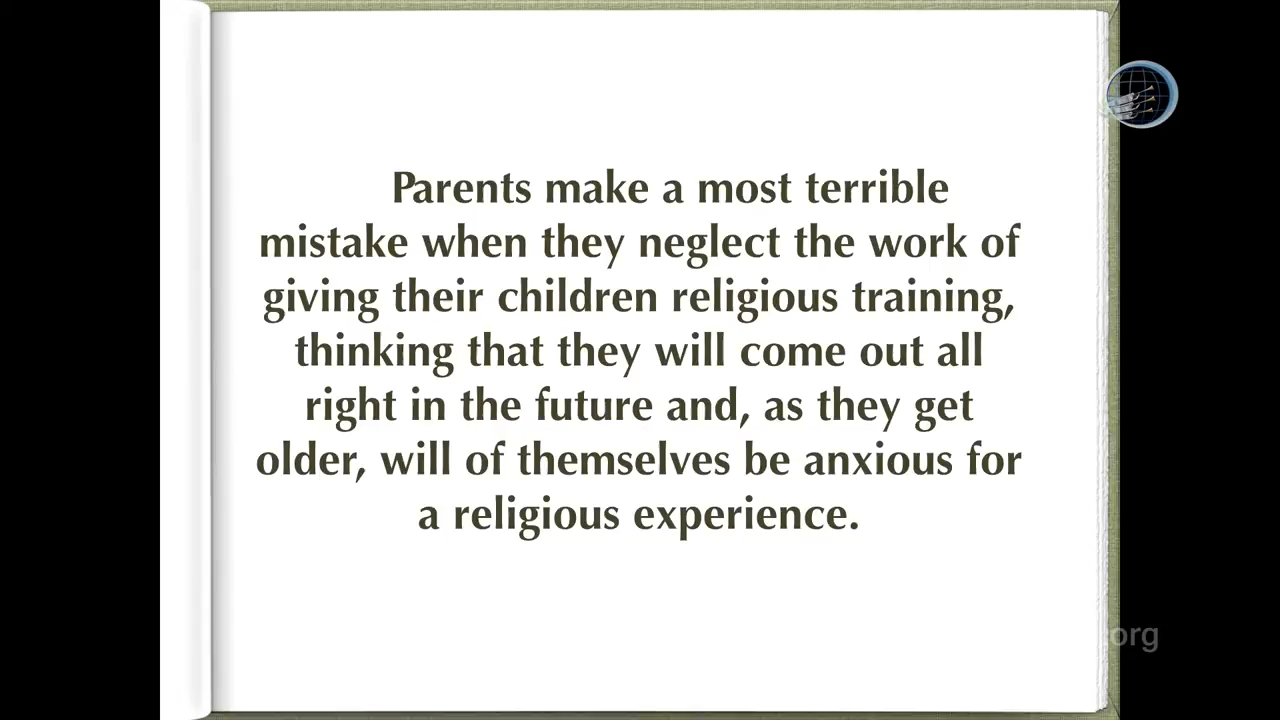 Parents make a most terrible
mistake when they neglect the work of
giving their children religious training,
thinking that they will come out all
right in the future and, as they get
older, will of themselves be anxious for
a religious experience.
.org